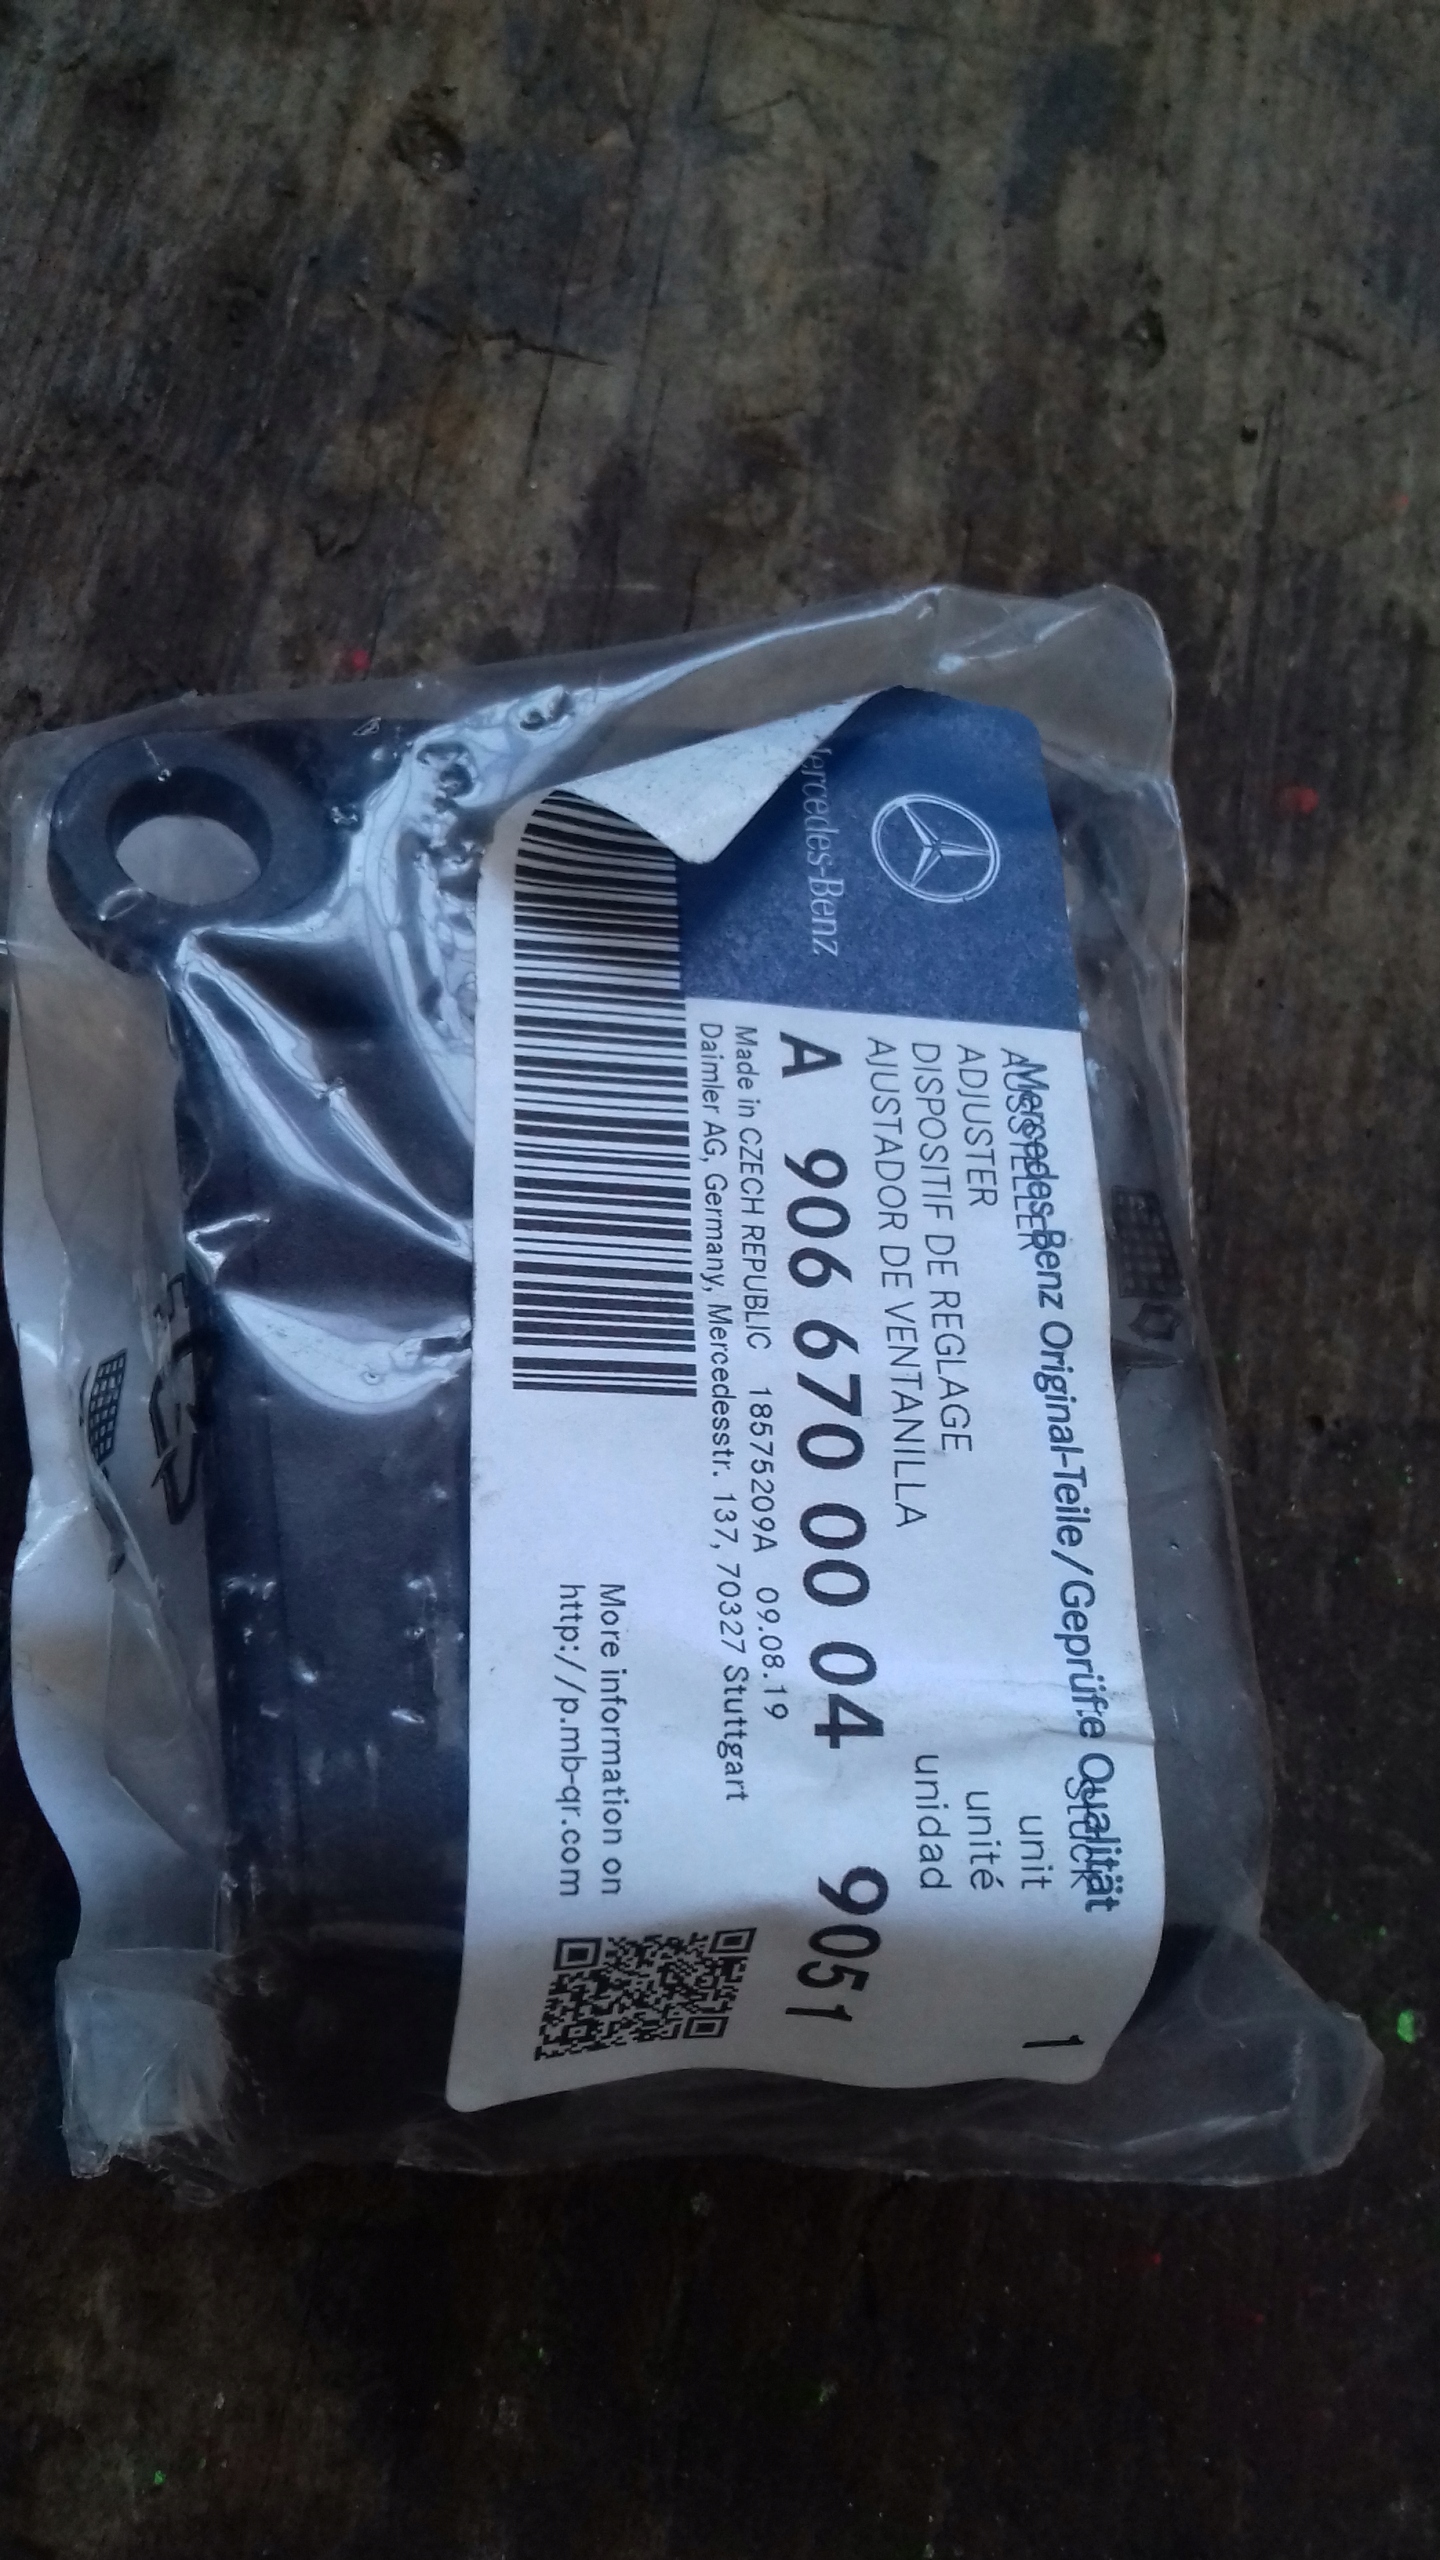 Mercedes-Benz Original-Teile/Geprüfte Qualität
AUSSTELLER STÜCK 1
ADJUSTER unit
DISPOSITIF DE REGLAGE unité
AJUSTADOR DE VENTANILLA unidad
A 906 670 00 04 9051
Made in CZECH REPUBLIC 18575209A 09.08.19
Daimler AG, Germany, Mercedesstr. 137, 70327 Stuttgart
More information on
http://p.mb-qr.com